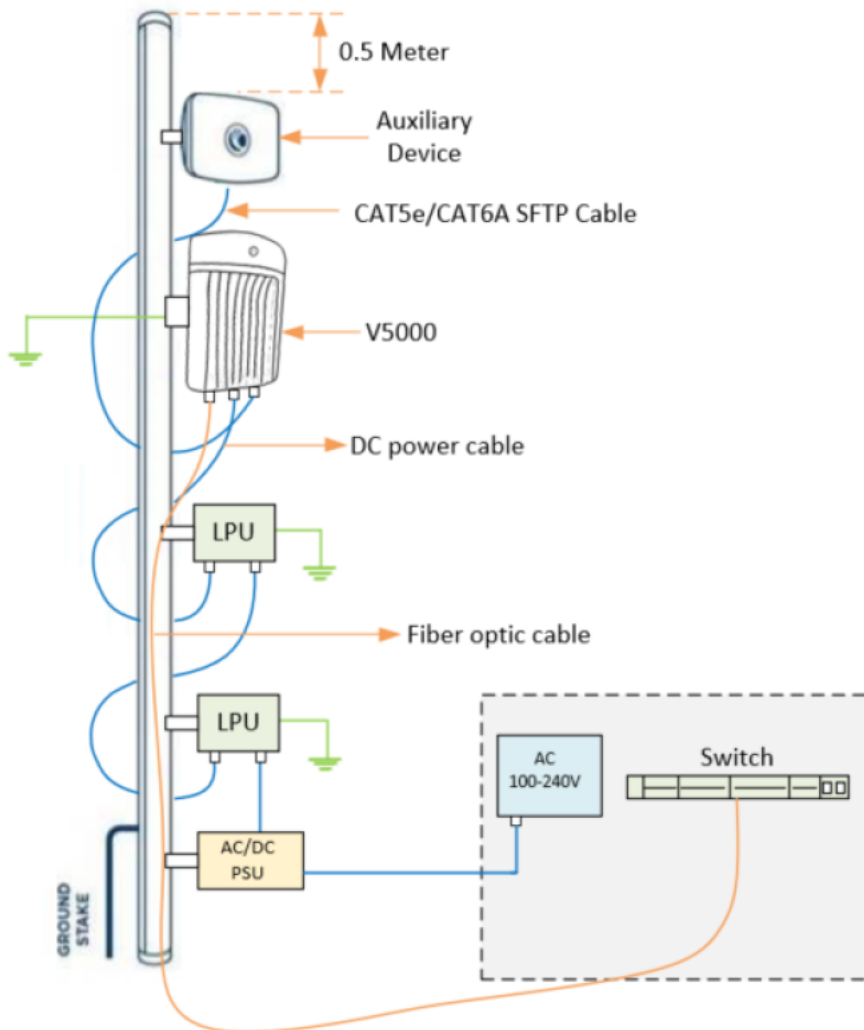 0.5 Meter
Auxiliary
Device
CAT5e/CAT6A SFTP Cable
V5000
DC power cable
LPU
Fiber optic cable
LPU
AC
100-240V
Switch
AC/DC
PSU
GROUND
STAKE